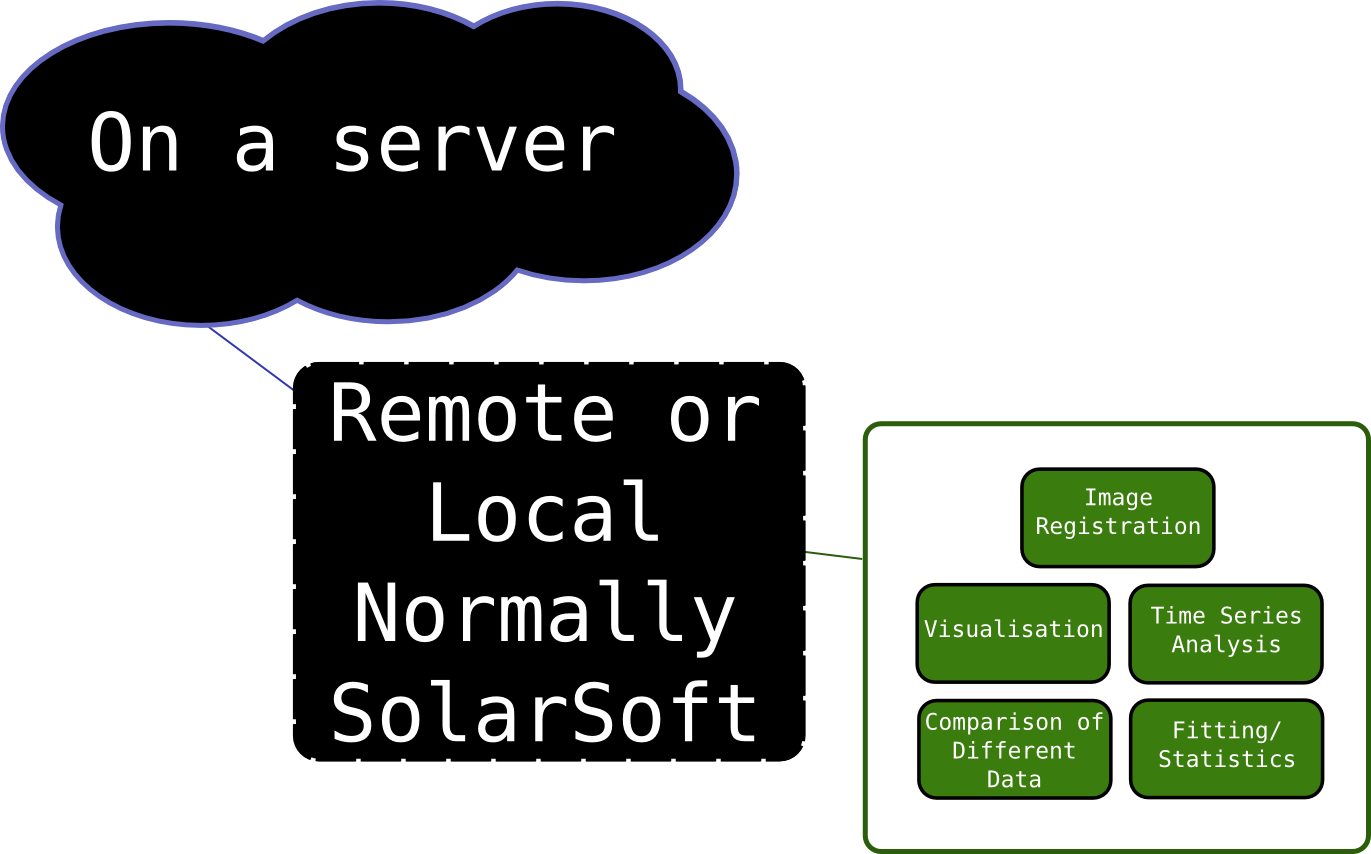 On a server
Remote or
Local
Normally
SolarSoft
Image
Registration
Visualisation
Time Series
Analysis
Comparison of
Different
Data
Fitting/
Statistics